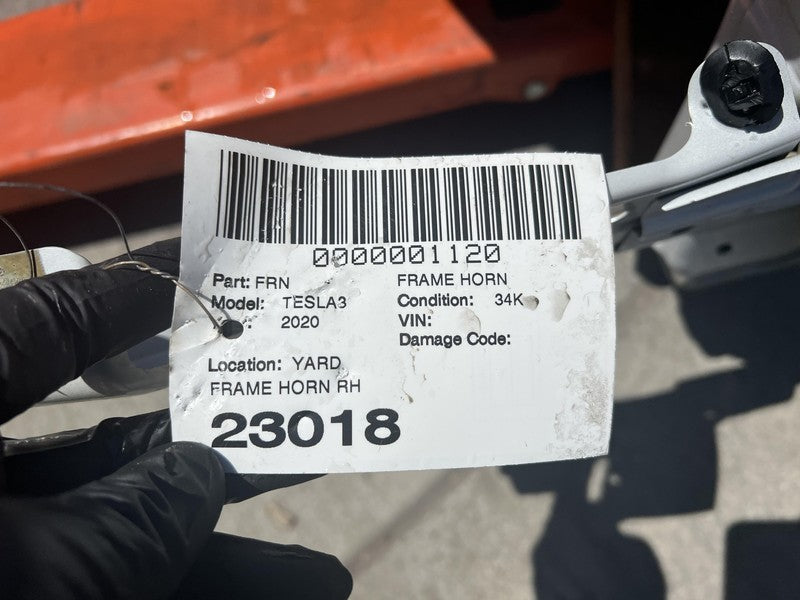 0000001120
Part: FRN FRAME HORN
Model: TESLA3 Condition: 34K
: 2020 VIN:
Damage Code:
Location: YARD
FRAME HORN RH
23018